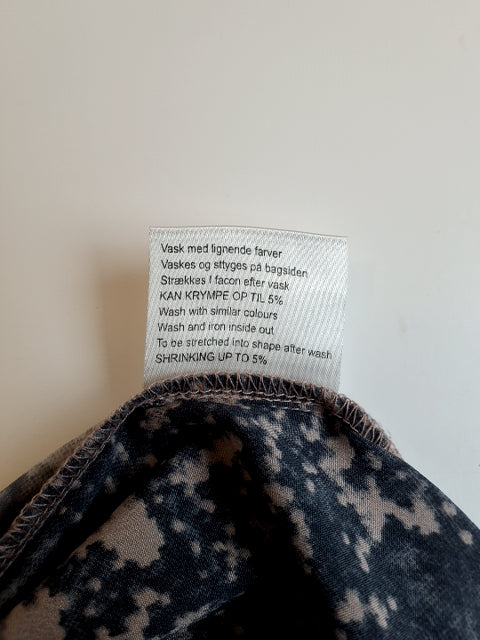 Vask med lignende farver
Vaskes og sttyges på bagsiden
Strækkes I facon efter vask
KAN KRYMPE OP TIL 5%
Wash with similar colours
Wash and iron inside out
To be stretched into shape after wash
SHRINKING UP TO 5%